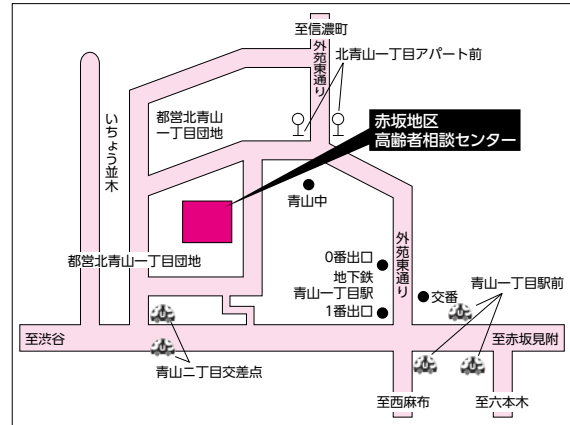 至信濃町
外苑東通り
北青山一丁目アパート前
いちょう並木
都営北青山
一丁目団地
赤坂地区
高齢者相談センター
青山中
都営北青山一丁目団地
0番出口
地下鉄
青山一丁目駅
1番出口
外苑東通り
交番
青山一丁目駅前
至渋谷
至赤坂見附
青山二丁目交差点
至西麻布
至六本木